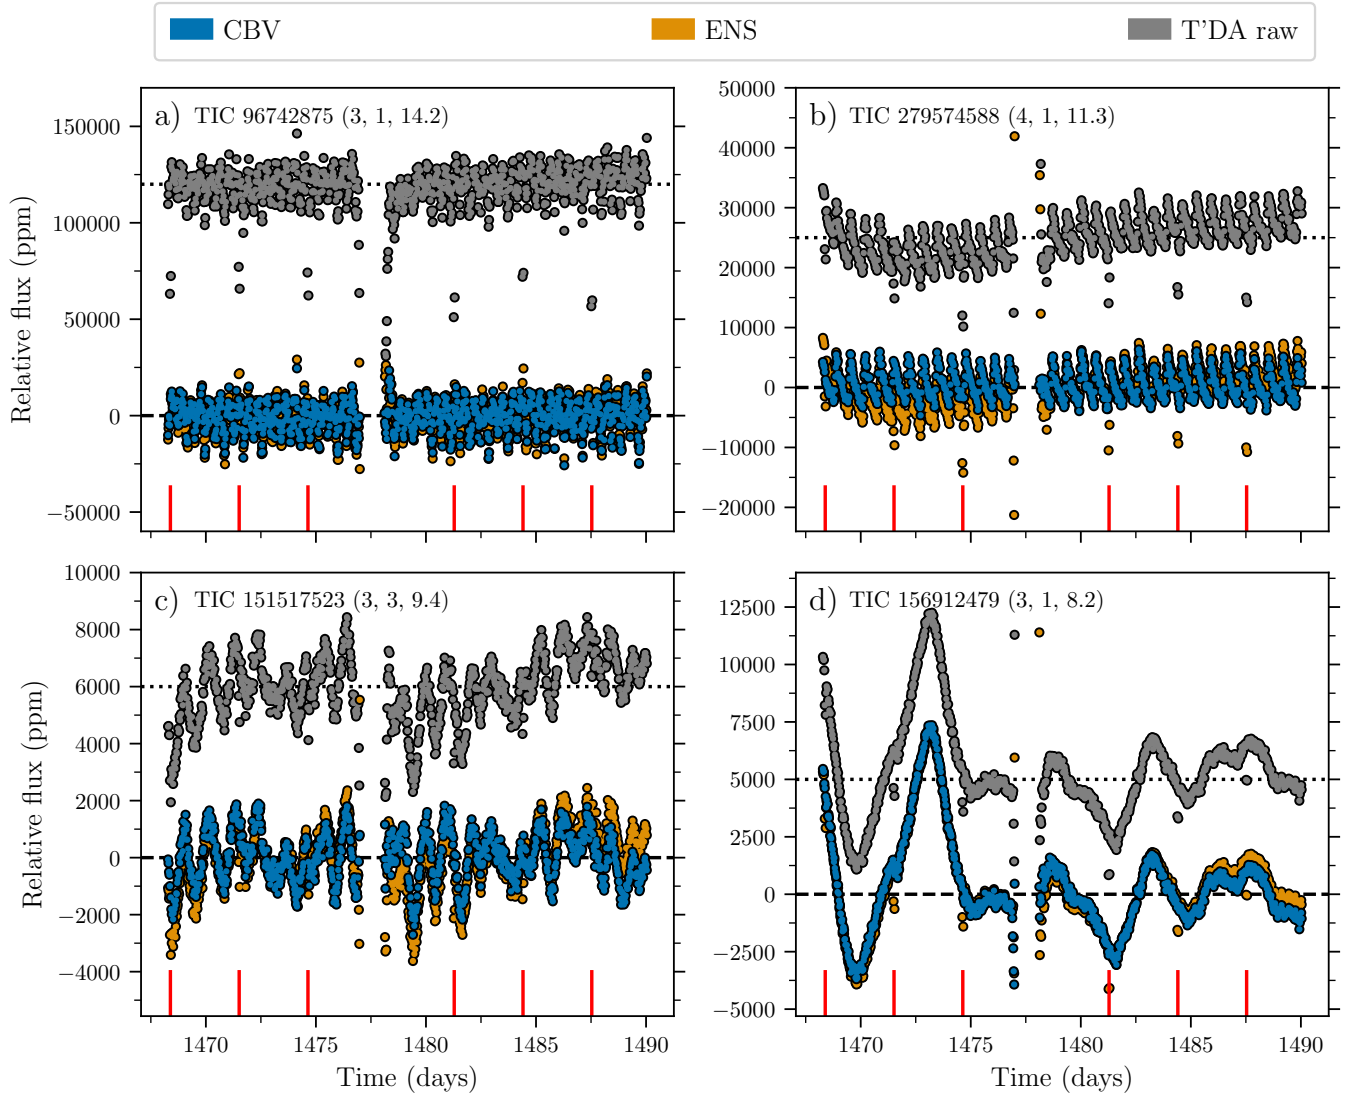 CBV ENS T'DA raw
a) TIC 96742875 (3, 1, 14.2)
150000
100000
50000
0
−50000
Relative flux (ppm)
b) TIC 279574588 (4, 1, 11.3)
50000
40000
30000
20000
10000
0
−10000
−20000
c) TIC 151517523 (3, 3, 9.4)
10000
8000
6000
4000
2000
0
−2000
−4000
Relative flux (ppm)
1470 1475 1480 1485 1490
Time (days)
d) TIC 156912479 (3, 1, 8.2)
12500
10000
7500
5000
2500
0
−2500
−5000
1470 1475 1480 1485 1490
Time (days)